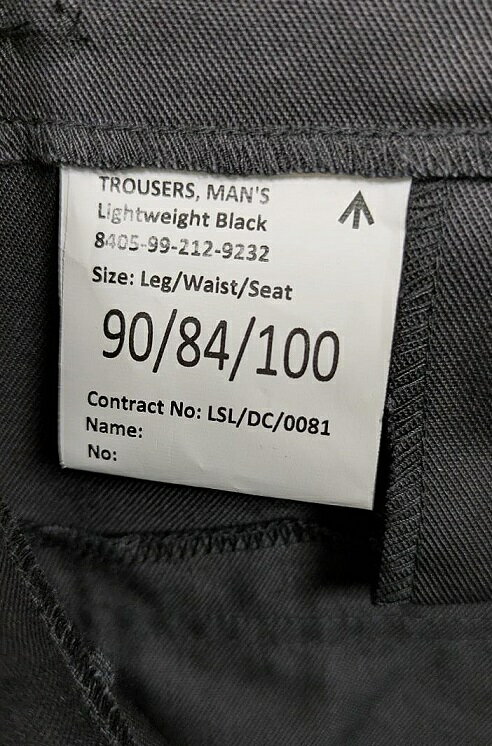 TROUSERS, MAN'S
Lightweight Black
8405-99-212-9232
Size: Leg/Waist/Seat
90/84/100
Contract No: LSL/DC/0081
Name:
No: